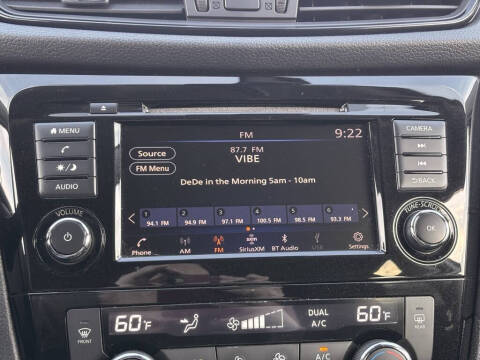 MENU
AUDIO
VOLUME
FM
9:22
Source
87.7 FM
VIBE
FM Menu
DeDe in the Morning 5am - 10am
1 2 3 4 5 6
94.1 FM 94.9 FM 97.1 FM 100.5 FM 98.5 FM 93.3 FM
Phone AM FM SiriusXM BT Audio USB Settings
CAMERA
BACK
TUNE·SCROLL
OK
FRONT
60°F
DUAL
A/C
60°F
REAR
A/C